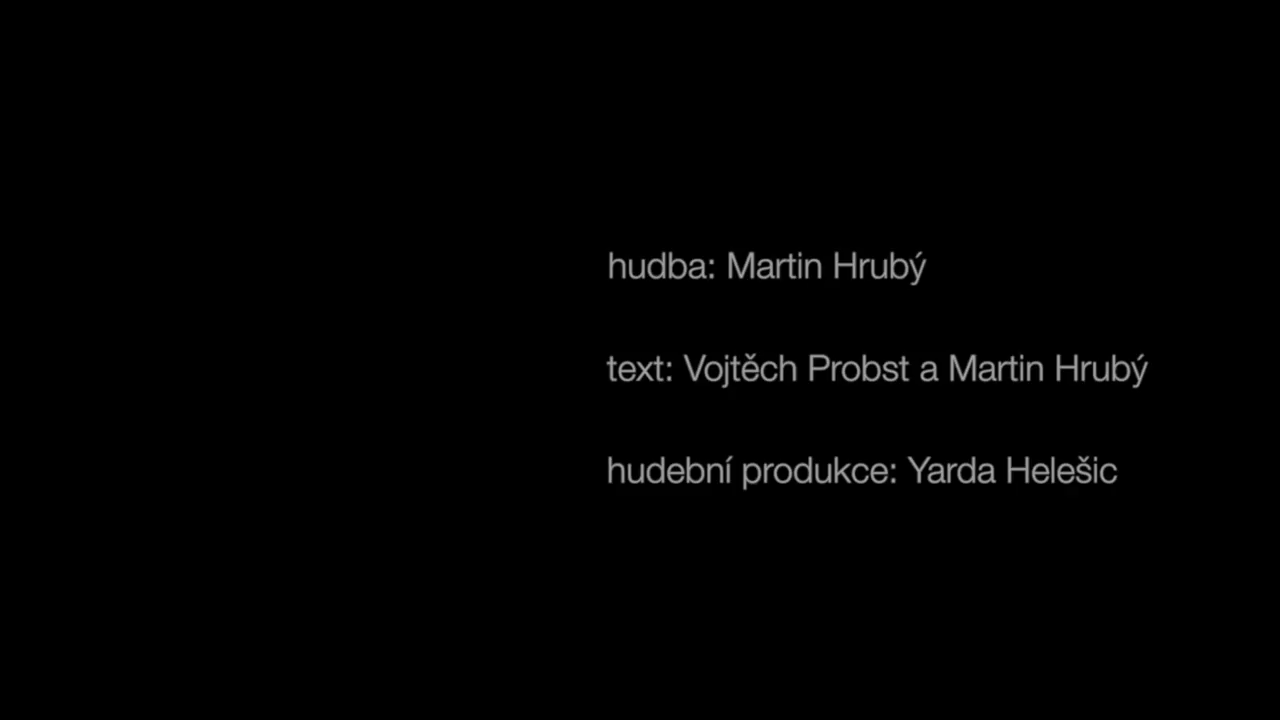 hudba: Martin Hrubý
text: Vojtěch Probst a Martin Hrubý
hudební produkce: Yarda Helešic